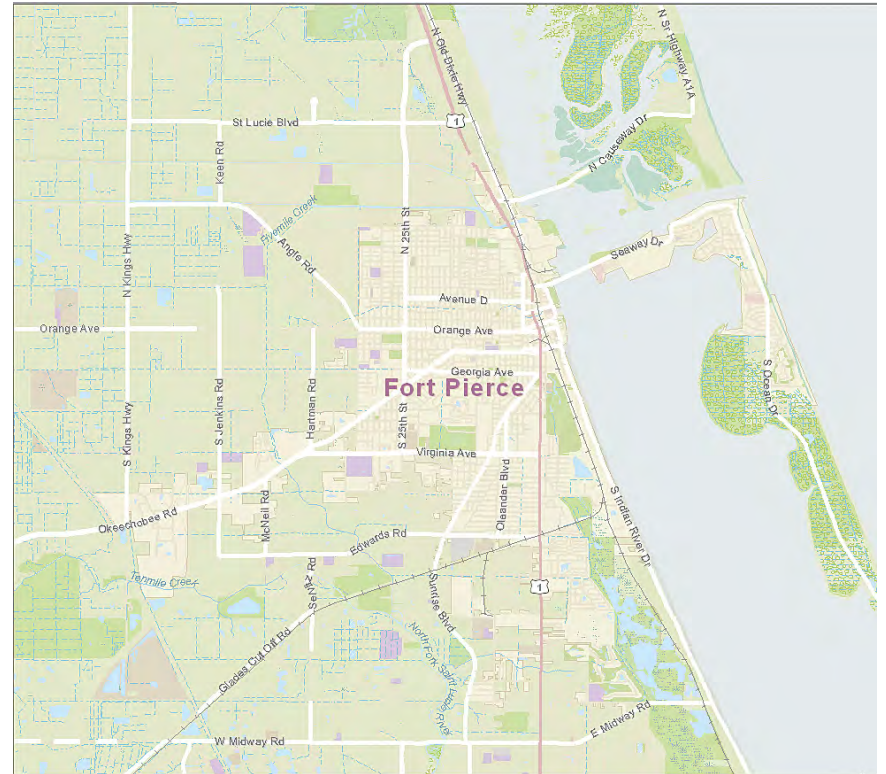 N Old Dixie Hwy
N Sr Highway A1A
St Lucie Blvd
1
Keen Rd
N Causeway Dr
Fivemile Creek
N 25th St
Angle Rd
Seaway Dr
N Kings Hwy
Avenue D
Orange Ave
Orange Ave
Georgia Ave
Fort Pierce
S Ocean Dr
S Jenkins Rd
Hartman Rd
S Kings Hwy
S 25th St
Virginia Ave
Oleander Blvd
McNeil Rd
Okeechobee Rd
S Indian River Dr
Edwards Rd
Tenmile Creek
Sunrise Blvd
1
Glades Cut Off Rd
North Fork Saint Lucie River
E Midway Rd
W Midway Rd